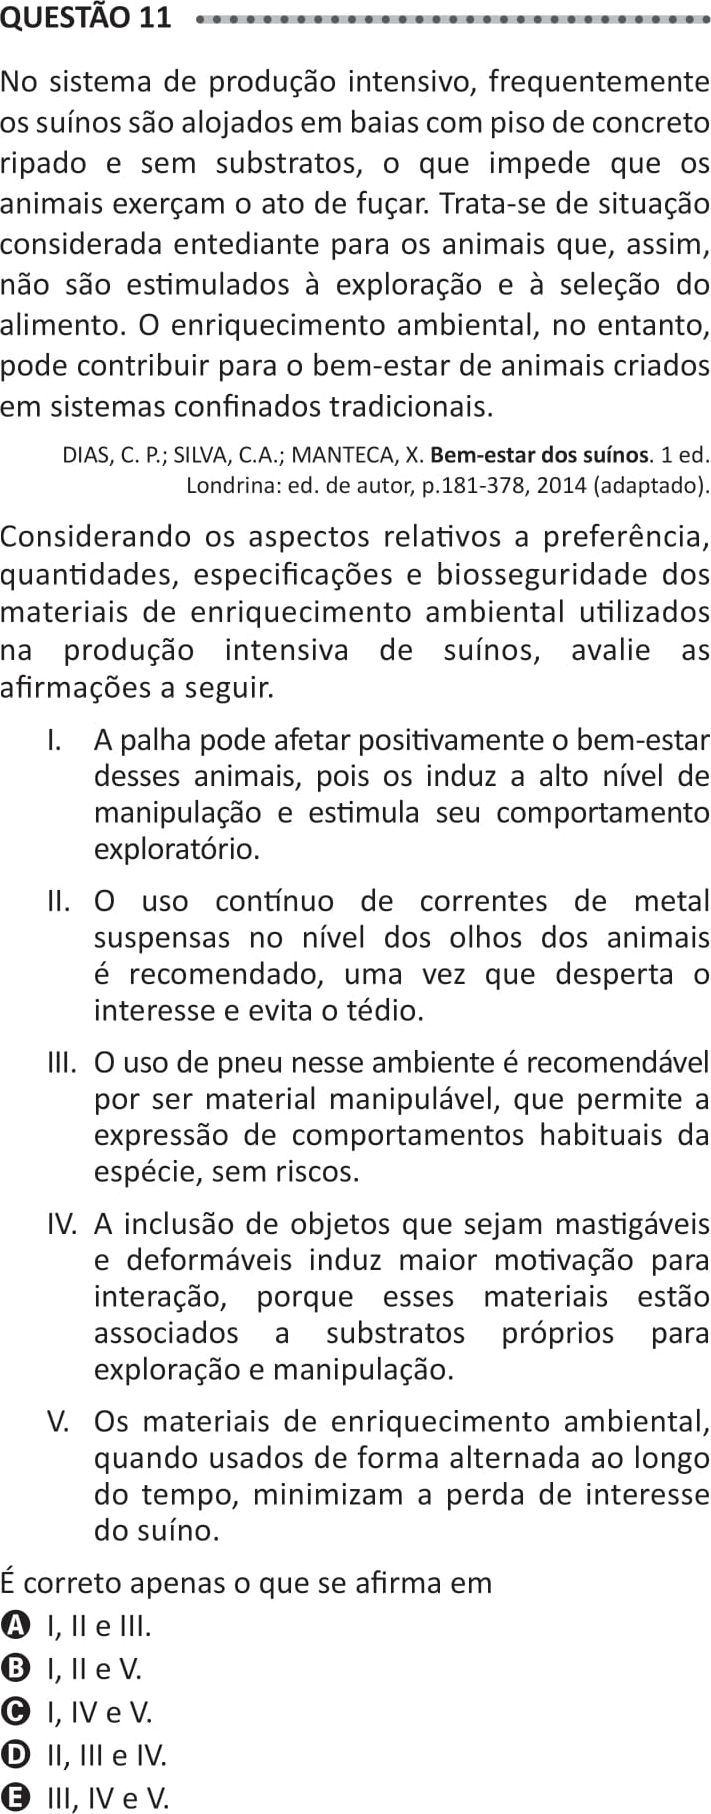 QUESTÃO 11
No sistema de produção intensivo, frequentemente
os suínos são alojados em baias com piso de concreto
ripado e sem substratos, o que impede que os
animais exerçam o ato de fuçar. Trata-se de situação
considerada entediante para os animais que, assim,
não são estimulados à exploração e à seleção do
alimento. O enriquecimento ambiental, no entanto,
pode contribuir para o bem-estar de animais criados
em sistemas confinados tradicionais.
DIAS, C. P.; SILVA, C.A.; MANTECA, X. Bem-estar dos suínos. 1 ed.
Londrina: ed. de autor, p.181-378, 2014 (adaptado).
Considerando os aspectos relativos a preferência,
quantidades, especificações e biosseguridade dos
materiais de enriquecimento ambiental utilizados
na produção intensiva de suínos, avalie as
afirmações a seguir.
I. A palha pode afetar positivamente o bem-estar
desses animais, pois os induz a alto nível de
manipulação e estimula seu comportamento
exploratório.
II. O uso contínuo de correntes de metal
suspensas no nível dos olhos dos animais
é recomendado, uma vez que desperta o
interesse e evita o tédio.
III. O uso de pneu nesse ambiente é recomendável
por ser material manipulável, que permite a
expressão de comportamentos habituais da
espécie, sem riscos.
IV. A inclusão de objetos que sejam mastigáveis
e deformáveis induz maior motivação para
interação, porque esses materiais estão
associados a substratos próprios para
exploração e manipulação.
V. Os materiais de enriquecimento ambiental,
quando usados de forma alternada ao longo
do tempo, minimizam a perda de interesse
do suíno.
É correto apenas o que se afirma em
A I, II e III.
B I, II e V.
C I, IV e V.
D II, III e IV.
E III, IV e V.